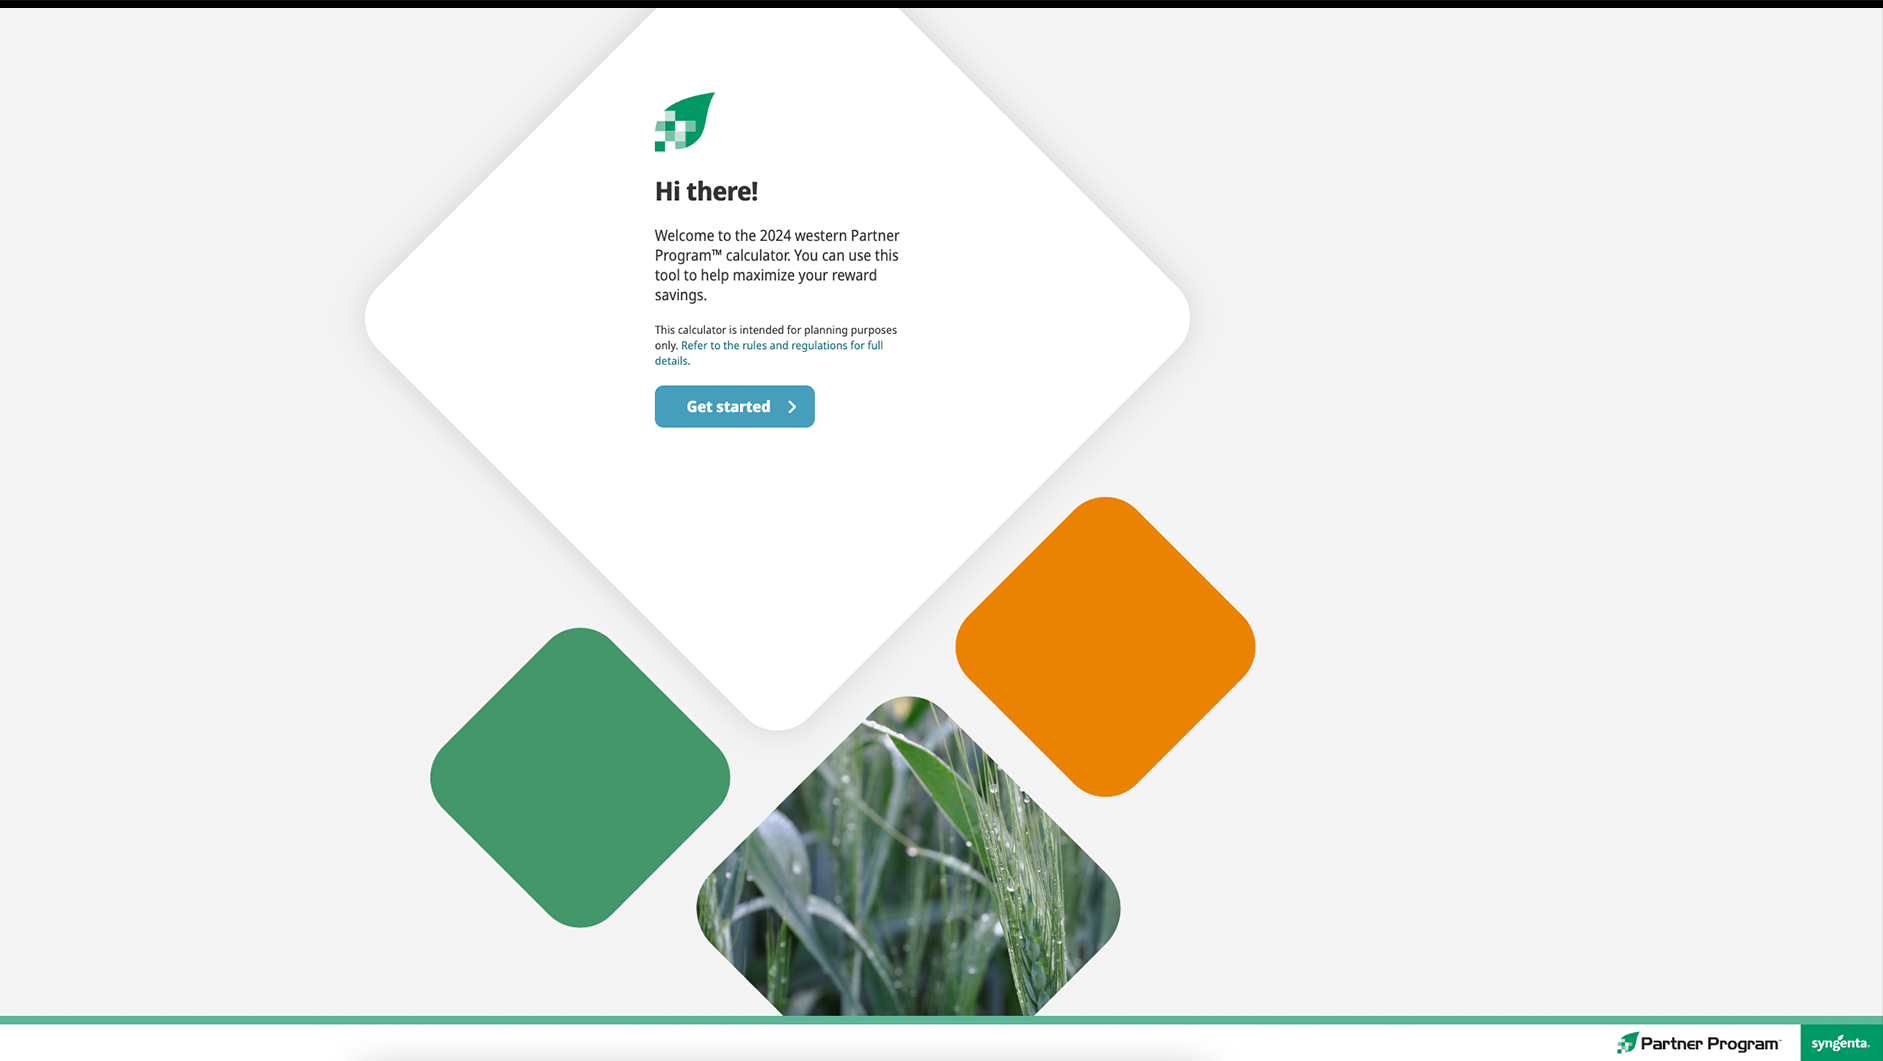 Hi there!
Welcome to the 2024 western Partner
Program™ calculator. You can use this
tool to help maximize your reward
savings.
This calculator is intended for planning purposes
only. Refer to the rules and regulations for full
details.
Get started
Partner Program™
syngenta.